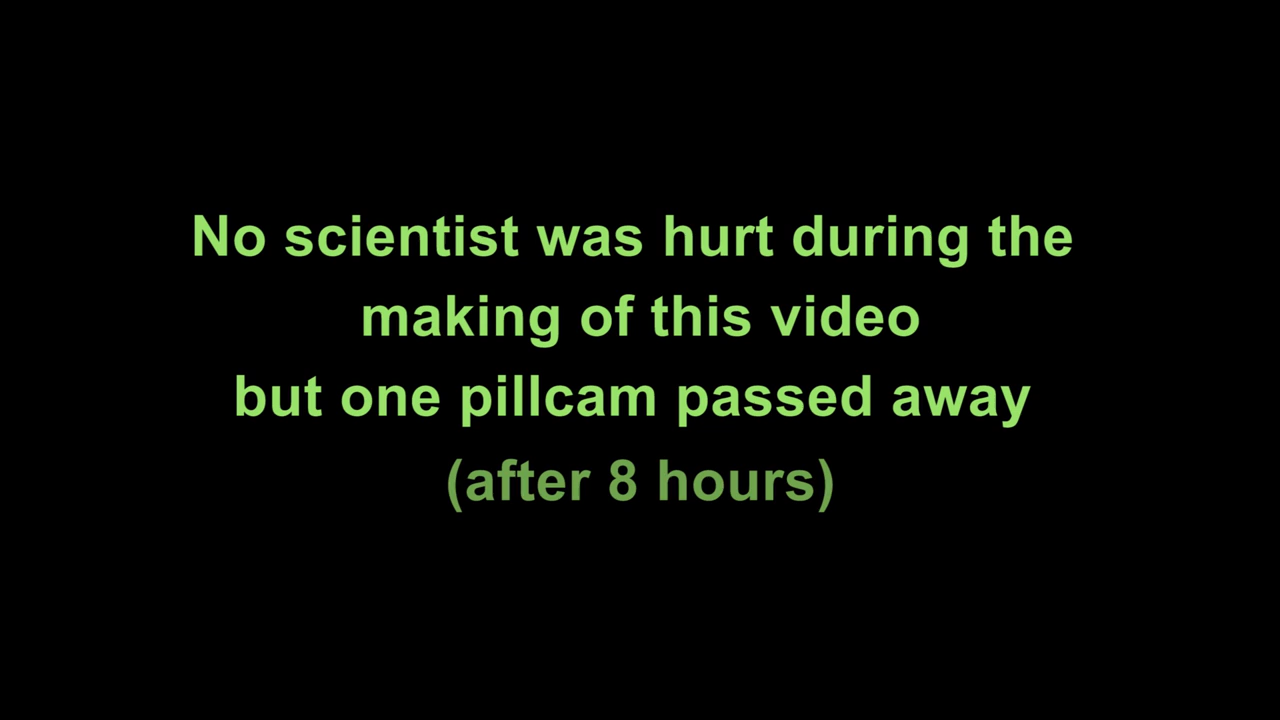 No scientist was hurt during the
making of this video
but one pillcam passed away
(after 8 hours)